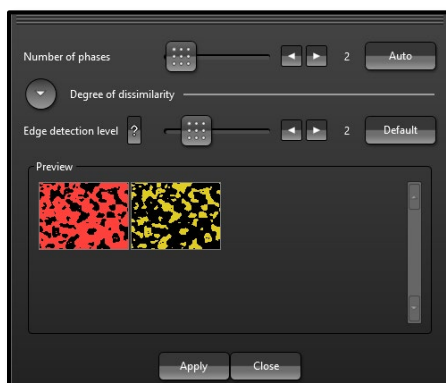 Number of phases 2 Auto
Degree of dissimilarity
Edge detection level ? 2 Default
Preview
Apply Close